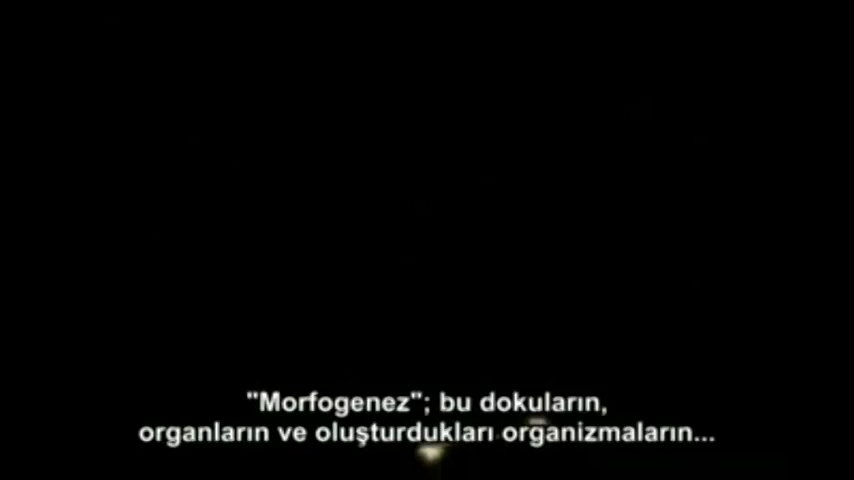 "Morfogenez"; bu dokuların,
organların ve oluşturdukları organizmaların...